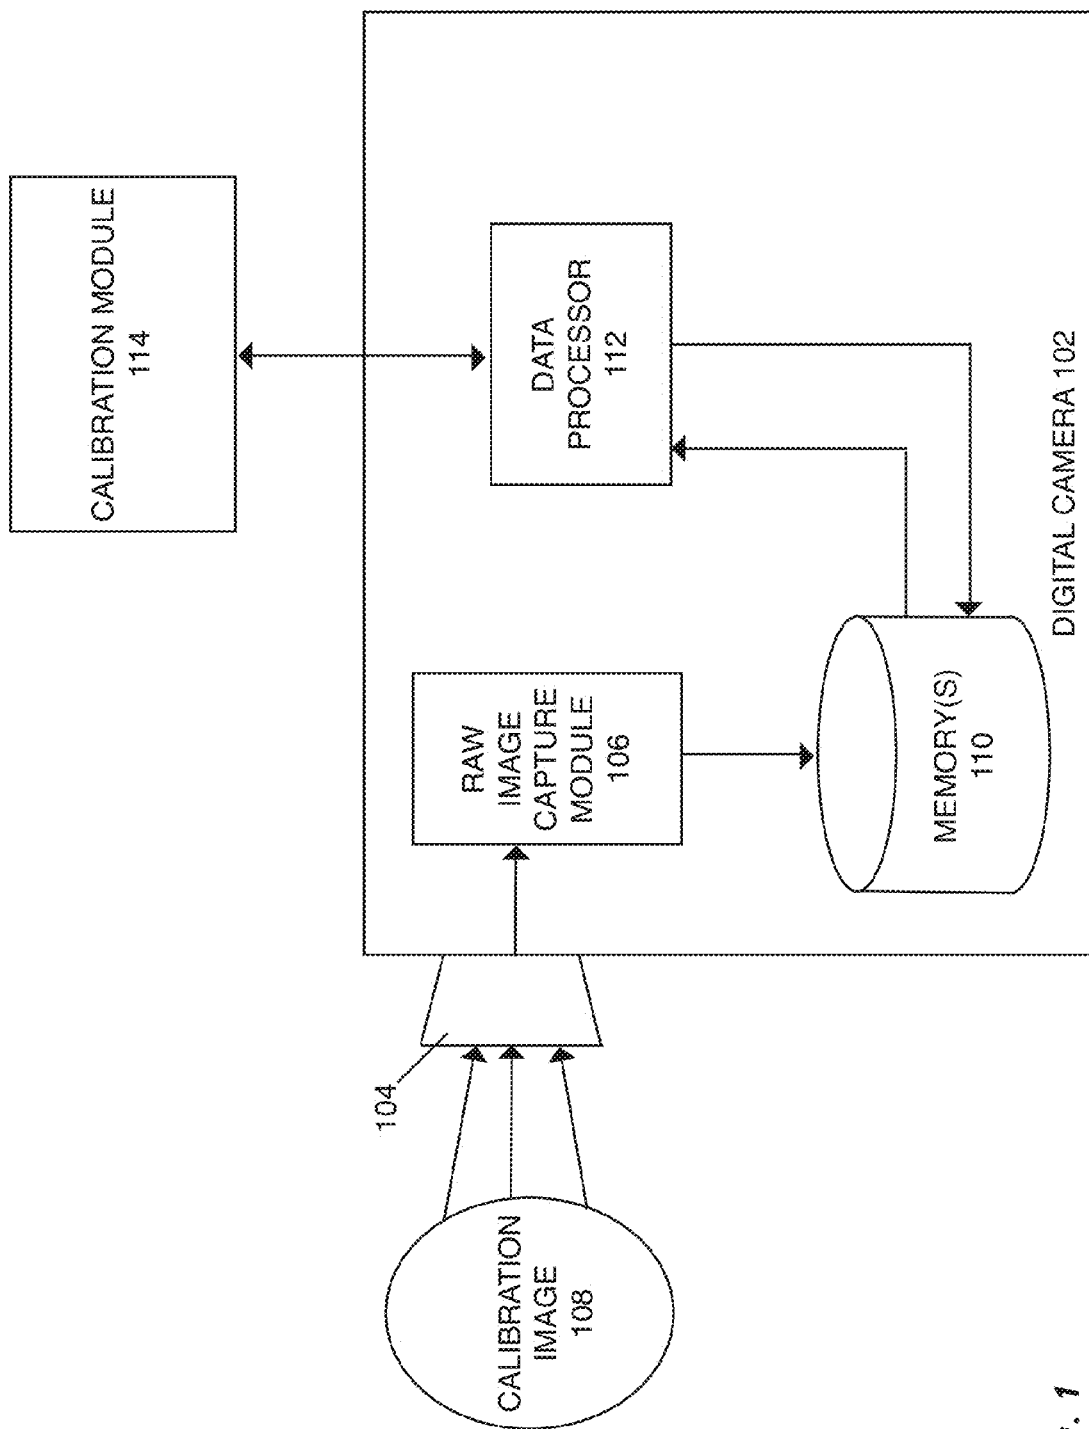 CALIBRATION MODULE
114
DATA
PROCESSOR
112
RAW
IMAGE
CAPTURE
MODULE
106
MEMORY(S)
110
DIGITAL CAMERA 102
104
CALIBRATION
IMAGE
108
. 1